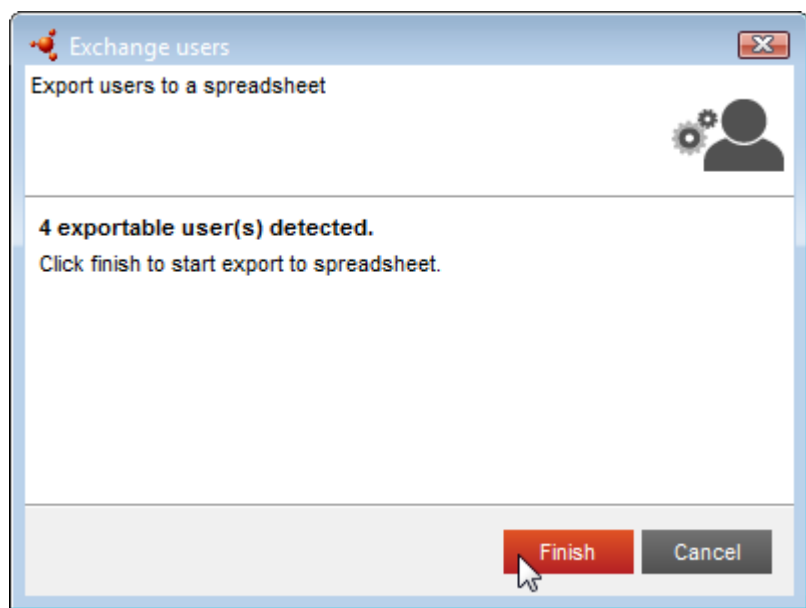 Exchange users
Export users to a spreadsheet
4 exportable user(s) detected.
Click finish to start export to spreadsheet.
Finish
Cancel